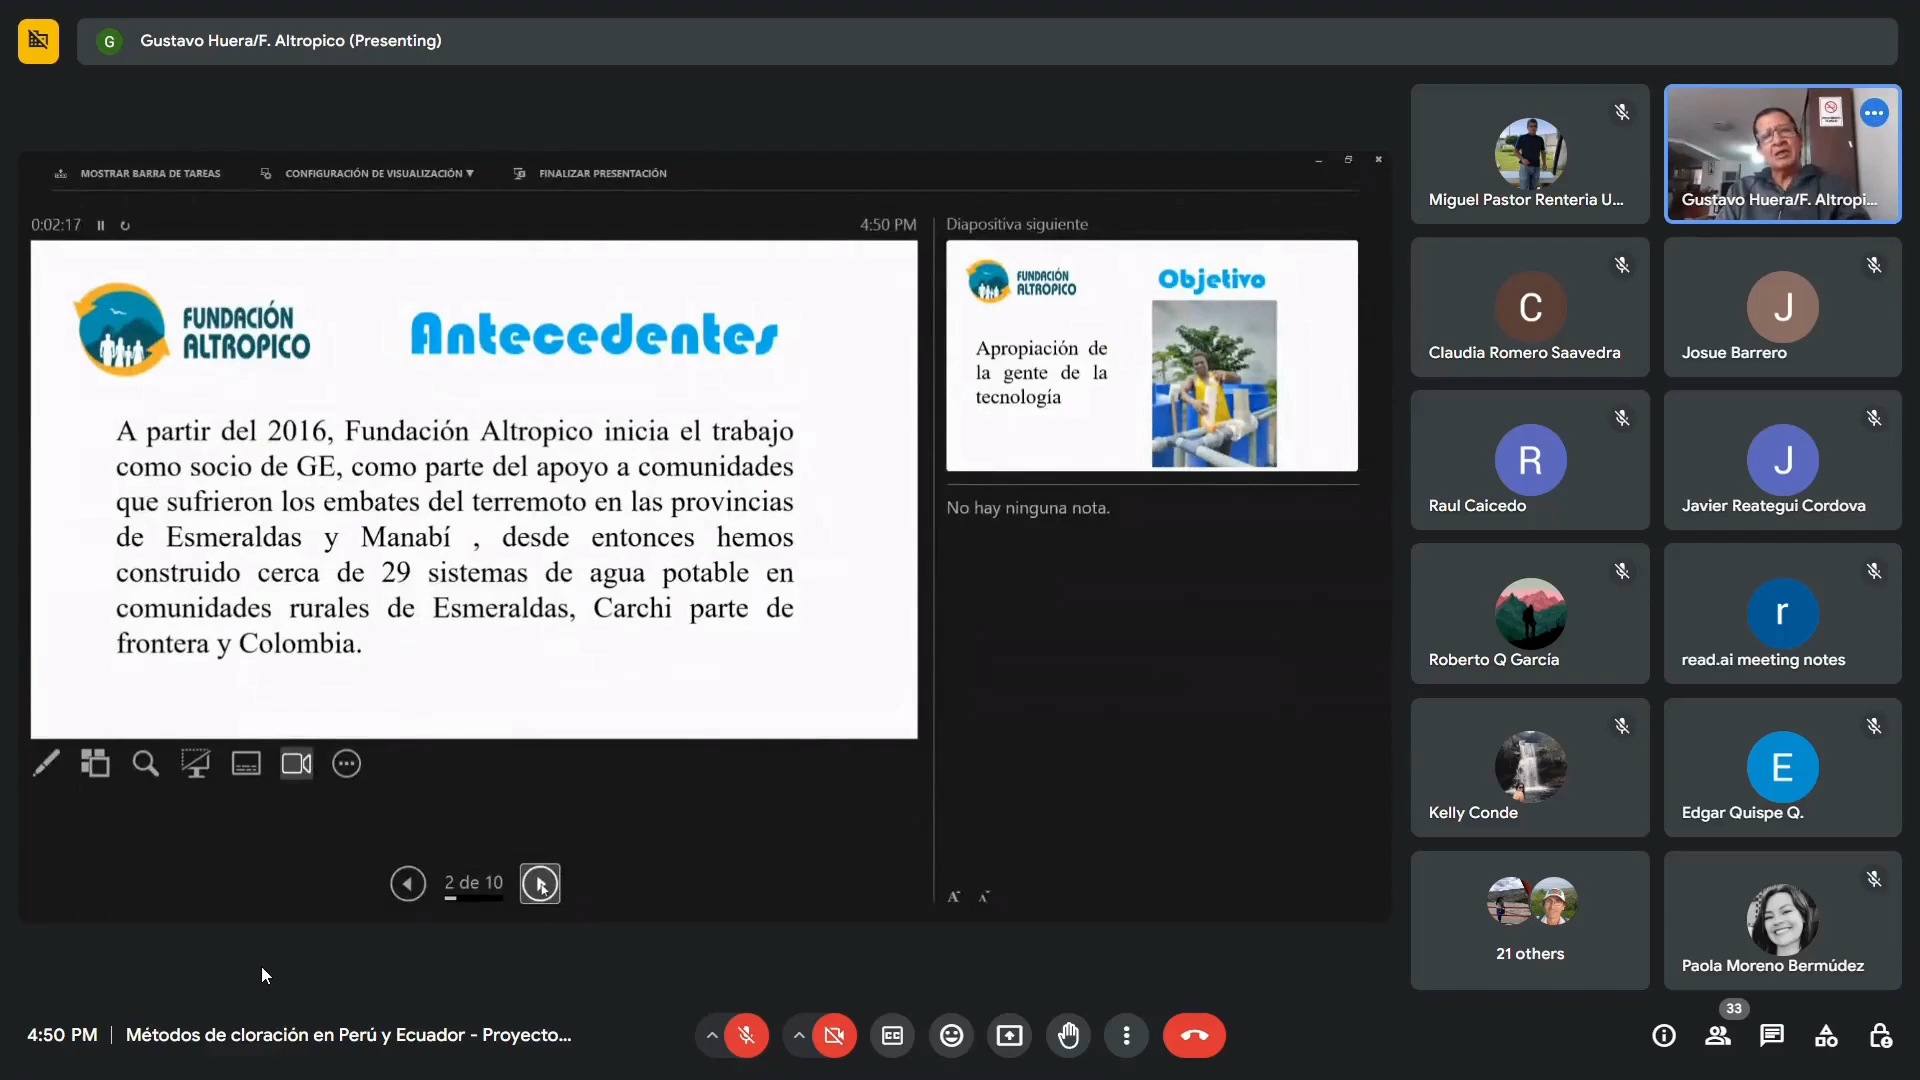 G Gustavo Huera/F. Altropico (Presenting)
MOSTRAR BARRA DE TAREAS
CONFIGURACIÓN DE VISUALIZACIÓN ▼
FINALIZAR PRESENTACIÓN
0:02:17
4:50 PM
FUNDACIÓN
ALTROPICO
Antecedentes
A partir del 2016, Fundación Altropico inicia el trabajo
como socio de GE, como parte del apoyo a comunidades
que sufrieron los embates del terremoto en las provincias
de Esmeraldas y Manabí , desde entonces hemos
construido cerca de 29 sistemas de agua potable en
comunidades rurales de Esmeraldas, Carchi parte de
frontera y Colombia.
2 de 10
Diapositiva siguiente
FUNDACIÓN
ALTROPICO
Objetivo
Apropiación de
la gente de la
tecnología
No hay ninguna nota.
A A
Miguel Pastor Renteria U...
Gustavo Huera/F. Altropi...
C
Claudia Romero Saavedra
J
Josue Barrero
R
Raul Caicedo
J
Javier Reategui Cordova
Roberto Q García
r
read.ai meeting notes
Kelly Conde
E
Edgar Quispe Q.
21 others
Paola Moreno Bermúdez
4:50 PM | Métodos de cloración en Perú y Ecuador - Proyecto...
33